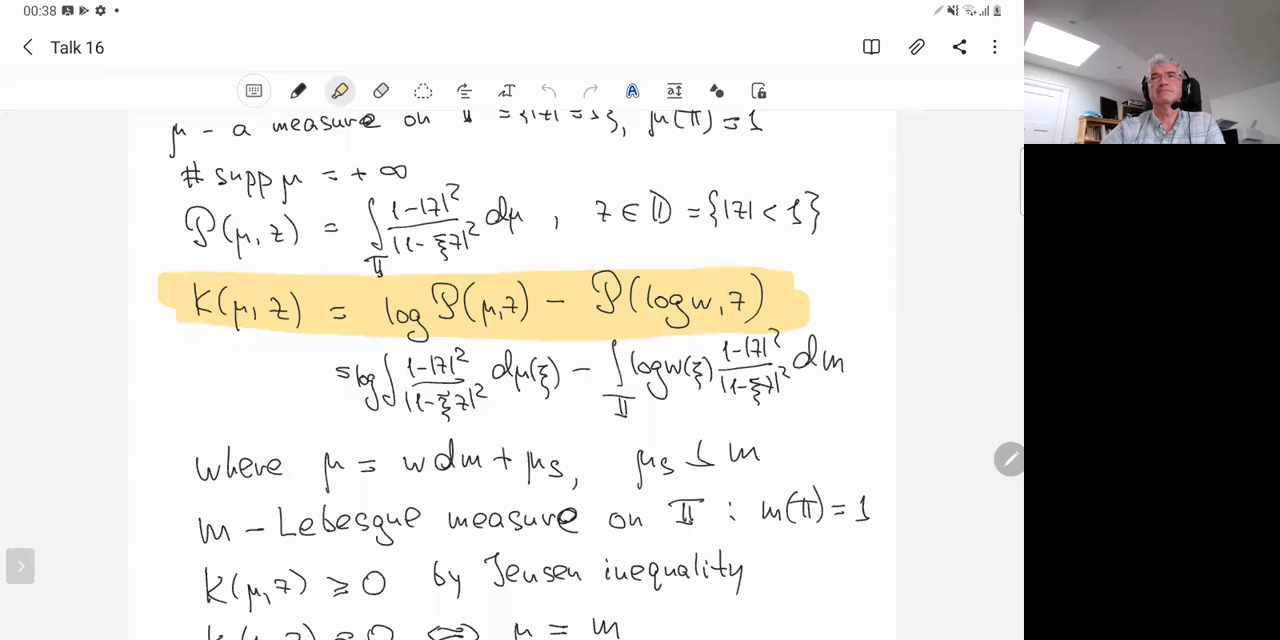 00:38
Talk 16
μ - a measure on 𝕋 = {|z| = 1}, μ(𝕋) = 1
# supp μ = + ∞
𝒫(μ, z) = ∫_𝕋 (1-|z|²)/|1-ξ̄z|² dμ , z ∈ 𝔻 = {|z| < 1}
K(μ, z) = log 𝒫(μ, z) - 𝒫(log w, z)
= log ∫ (1-|z|²)/|1-ξ̄z|² dμ(ξ) - ∫_𝕋 log w(ξ) (1-|z|²)/|1-ξ̄z|² dm
where μ = w dm + μs, μs ⊥ m
m - Lebesgue measure on 𝕋 : m(𝕋) = 1
K(μ, z) ≥ 0 by Jensen inequality
K(μ, z) = 0 ⟺ μ = m